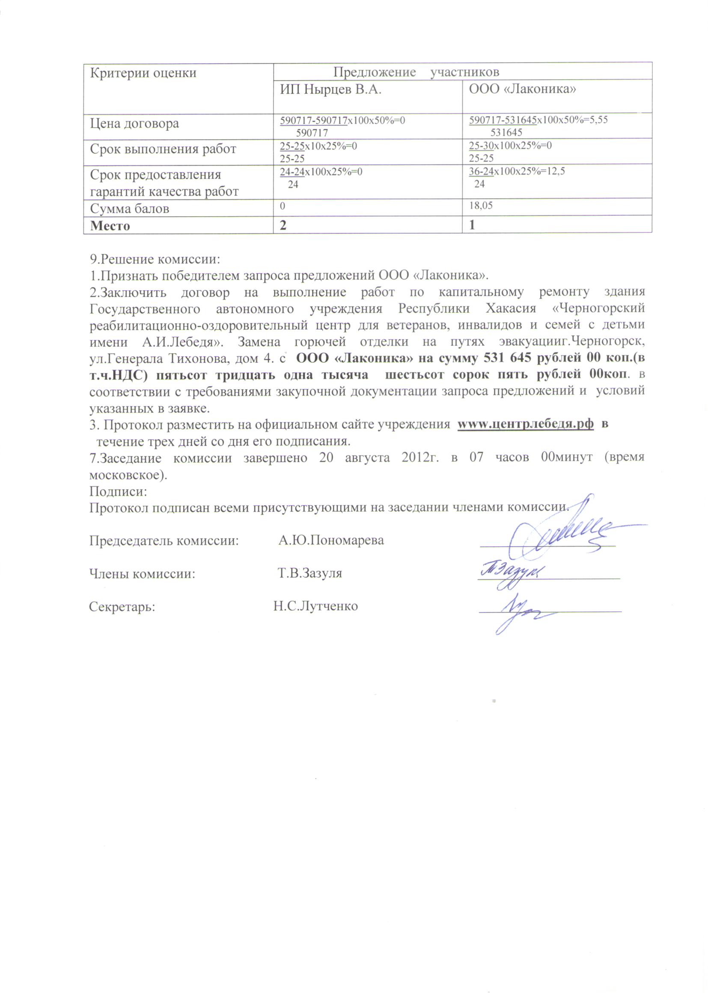 Критерии оценки
Предложение участников
ИП Нырцев В.А.
ООО «Лаконика»
Цена договора
590717-590717х100х50%=0
590717
590717-531645х100х50%=5,55
531645
Срок выполнения работ
25-25х10х25%=0
25-25
25-30х100х25%=0
25-25
Срок предоставления
гарантий качества работ
24-24х100х25%=0
24
36-24х100х25%=12,5
24
Сумма балов
0
18,05
Место
2
1
9.Решение комиссии:
1.Признать победителем запроса предложений ООО «Лаконика».
2.Заключить договор на выполнение работ по капитальному ремонту здания
Государственного автономного учреждения Республики Хакасия «Черногорский
реабилитационно-оздоровительный центр для ветеранов, инвалидов и семей с детьми
имени А.И.Лебедя». Замена горючей отделки на путях эвакуацииг.Черногорск,
ул.Генерала Тихонова, дом 4. с ООО «Лаконика» на сумму 531 645 рублей 00 коп.(в
т.ч.НДС) пятьсот тридцать одна тысяча шестьсот сорок пять рублей 00коп. в
соответствии с требованиями закупочной документации запроса предложений и условий
указанных в заявке.
3. Протокол разместить на официальном сайте учреждения www.центрлебедя.рф в
течение трех дней со дня его подписания.
7.Заседание комиссии завершено 20 августа 2012г. в 07 часов 00минут (время
московское).
Подписи:
Протокол подписан всеми присутствующими на заседании членами комиссии.
Председатель комиссии: А.Ю.Пономарева
Члены комиссии: Т.В.Зазуля
Секретарь: Н.С.Лутченко